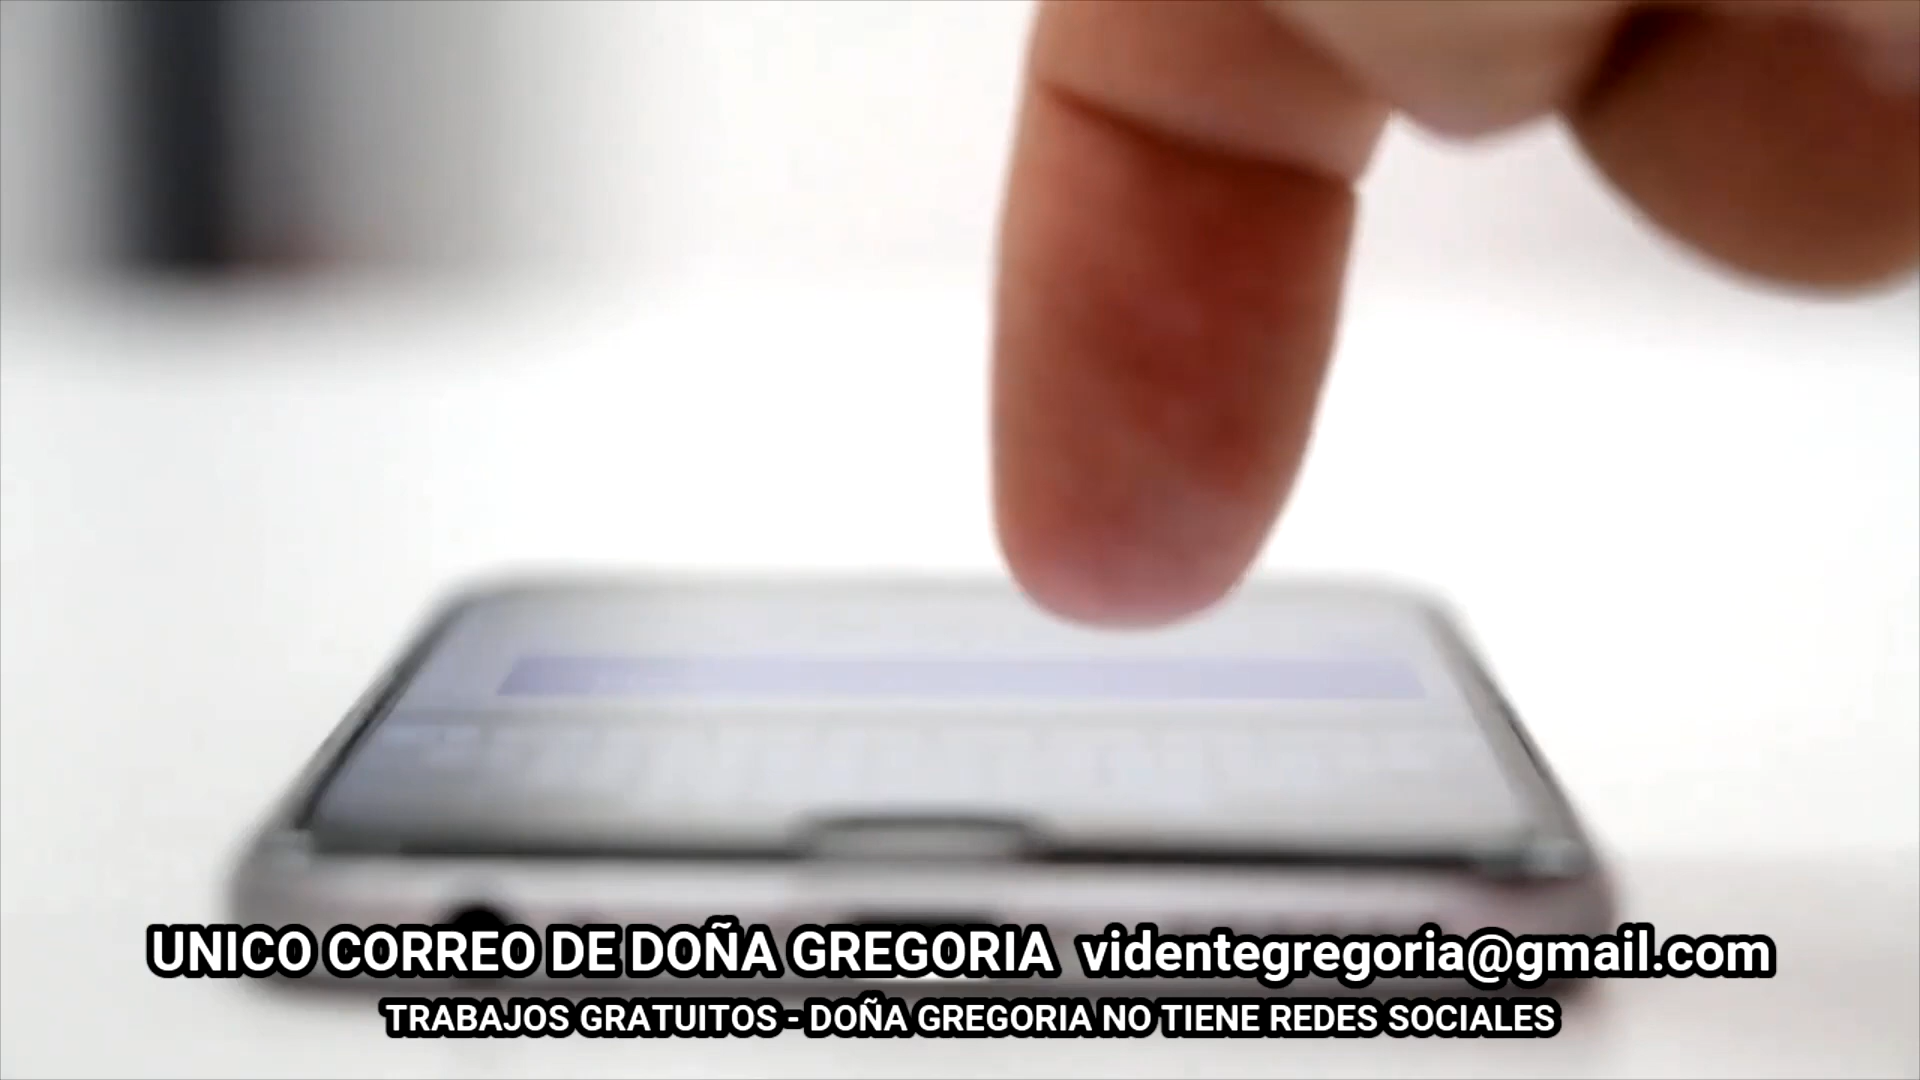 UNICO CORREO DE DOÑA GREGORIA videntegregoria@gmail.com
TRABAJOS GRATUITOS - DOÑA GREGORIA NO TIENE REDES SOCIALES